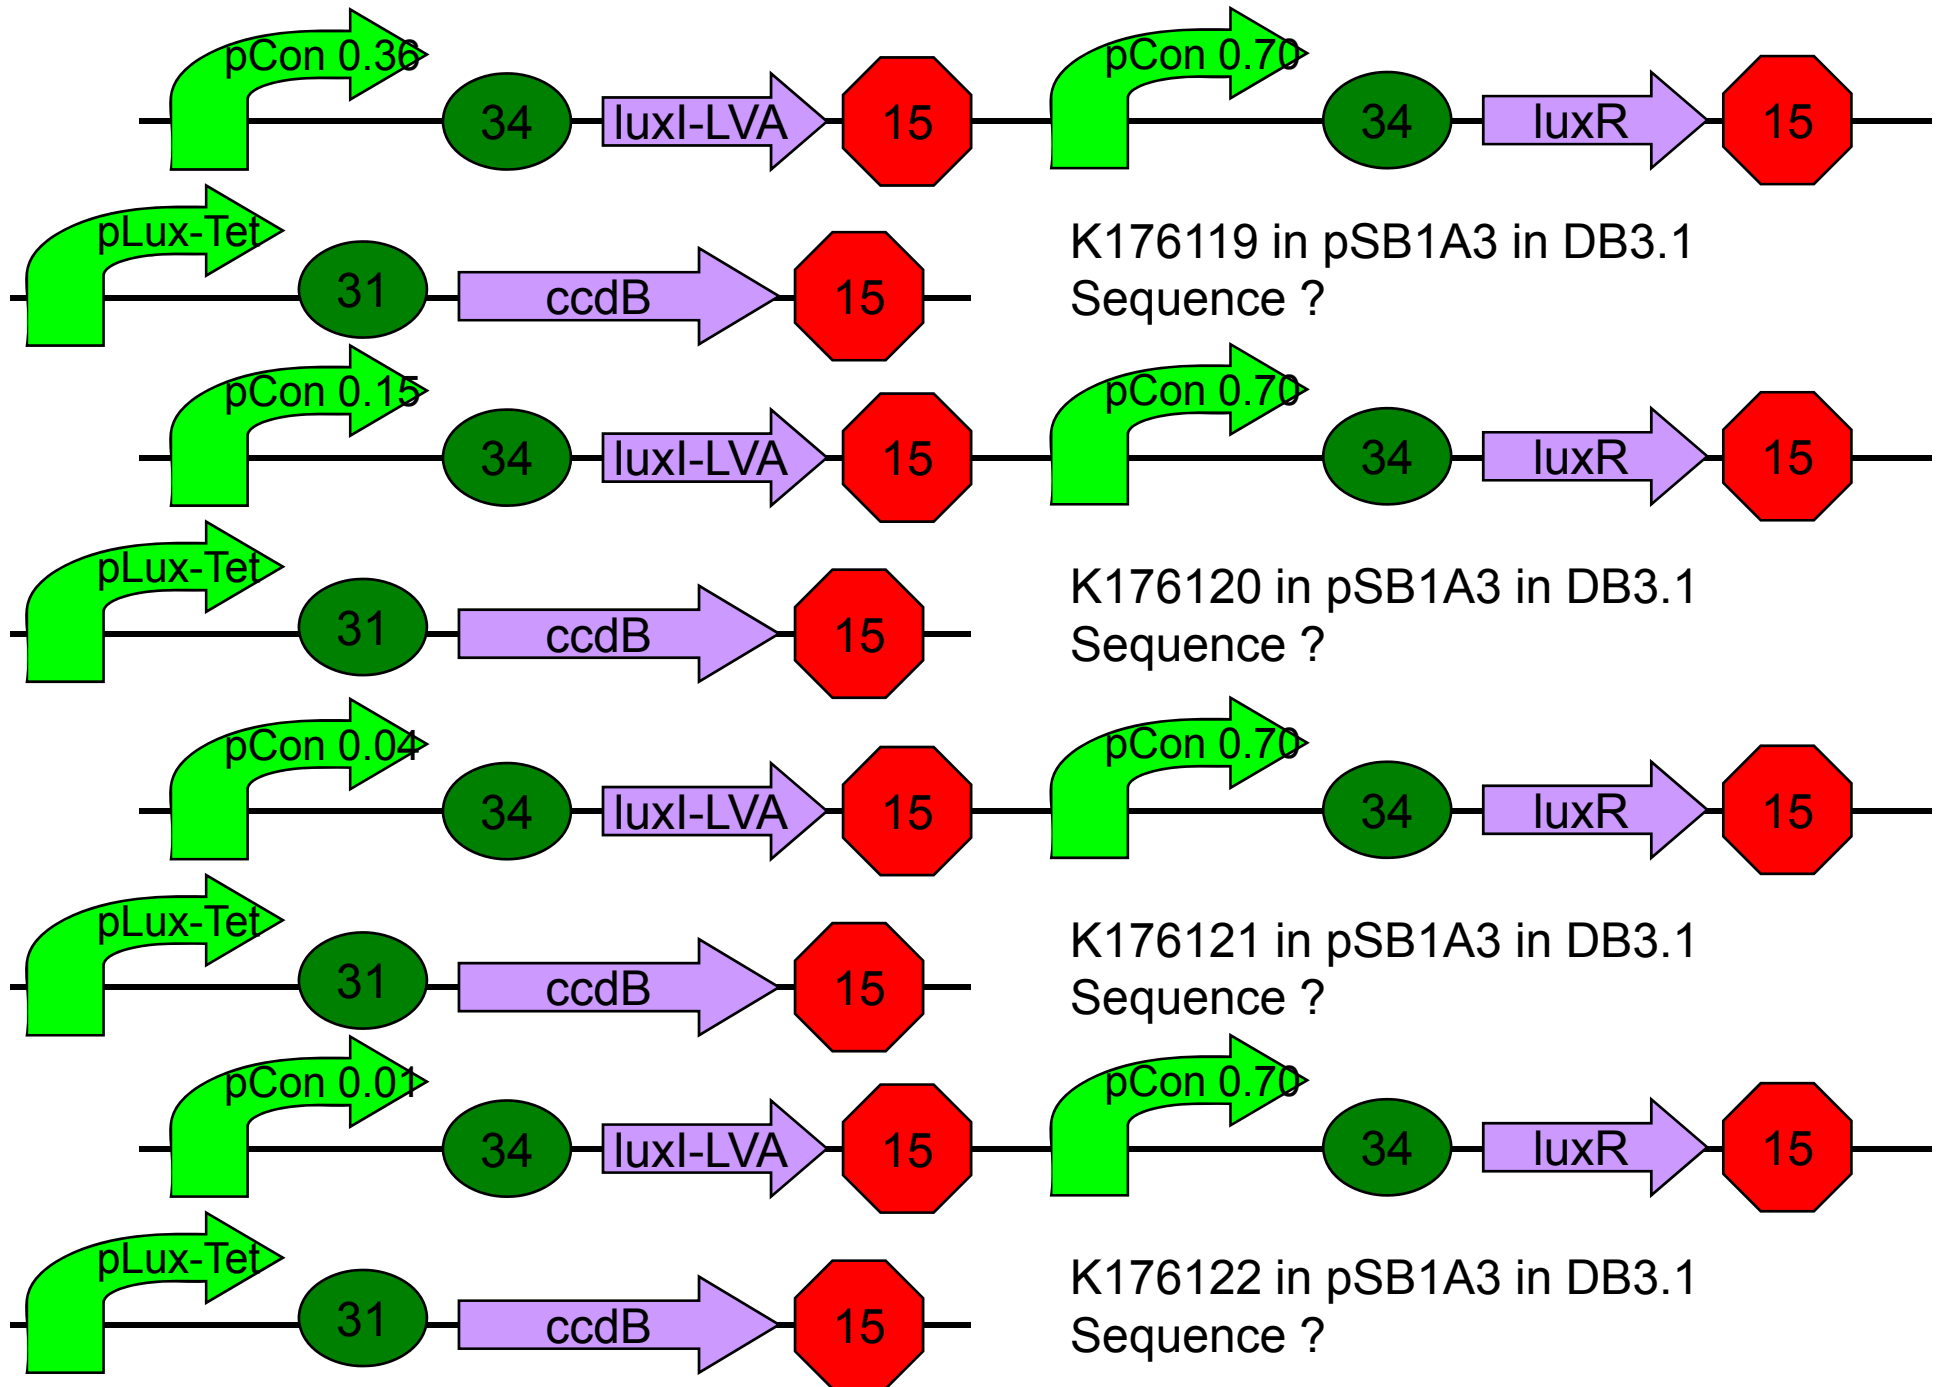 pCon 0.36 34 luxI-LVA 15 pCon 0.70 34 luxR 15
pLux-Tet 31 ccdB 15
K176119 in pSB1A3 in DB3.1
Sequence ?
pCon 0.15 34 luxI-LVA 15 pCon 0.70 34 luxR 15
pLux-Tet 31 ccdB 15
K176120 in pSB1A3 in DB3.1
Sequence ?
pCon 0.04 34 luxI-LVA 15 pCon 0.70 34 luxR 15
pLux-Tet 31 ccdB 15
K176121 in pSB1A3 in DB3.1
Sequence ?
pCon 0.01 34 luxI-LVA 15 pCon 0.70 34 luxR 15
pLux-Tet 31 ccdB 15
K176122 in pSB1A3 in DB3.1
Sequence ?